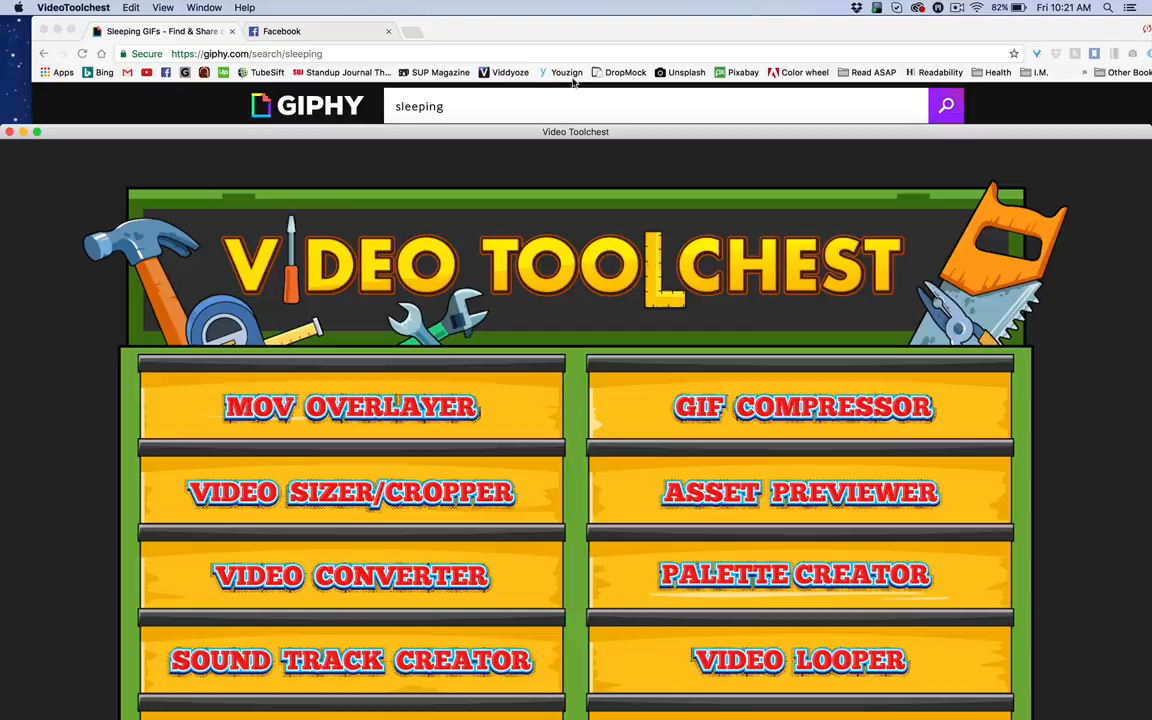 VideoToolchest Edit View Window Help 82% Fri 10:21 AM
Sleeping GIFs - Find & Share Facebook
Secure https://giphy.com/search/sleeping
Apps Bing TubeSift Standup Journal Th... SUP Magazine Viddyoze Youzign DropMock Unsplash Pixabay Color wheel Read ASAP Readability Health I.M. » Other Book
GIPHY sleeping
Video Toolchest
VIDEO TOOLCHEST
MOV OVERLAYER GIF COMPRESSOR
VIDEO SIZER/CROPPER ASSET PREVIEWER
VIDEO CONVERTER PALETTE CREATOR
SOUND TRACK CREATOR VIDEO LOOPER